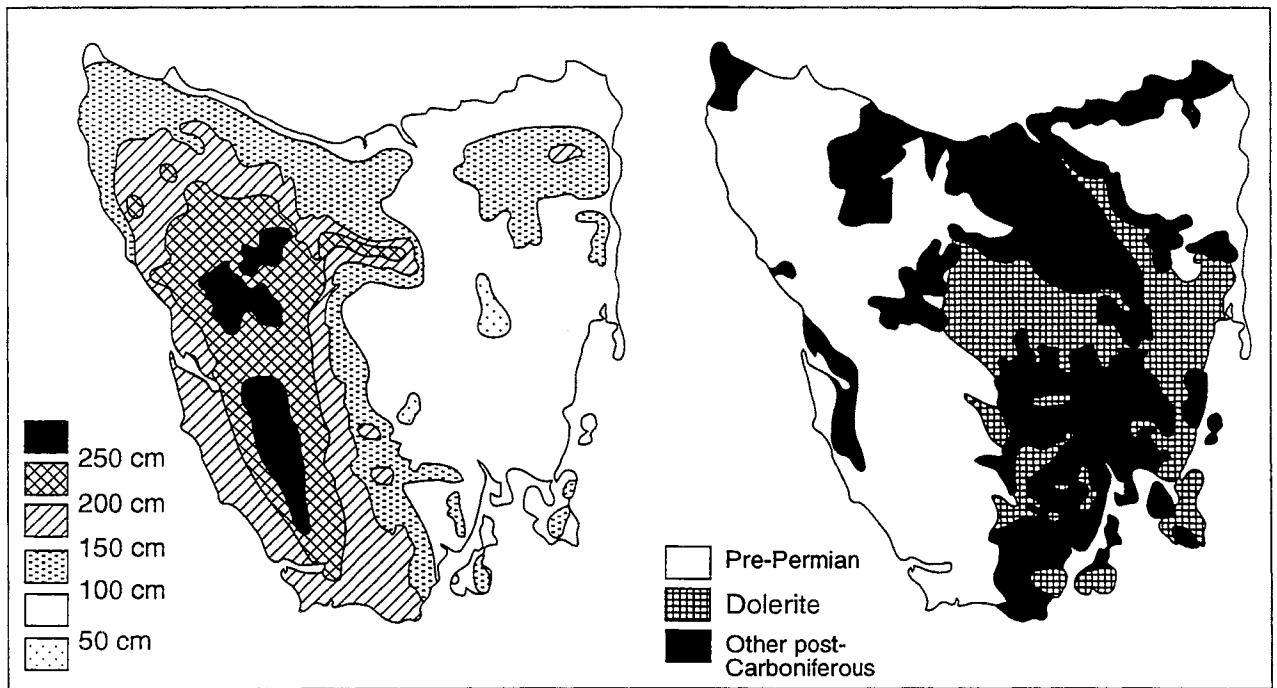 250 cm
200 cm
150 cm
100 cm
50 cm
Pre-Permian
Dolerite
Other post-
Carboniferous